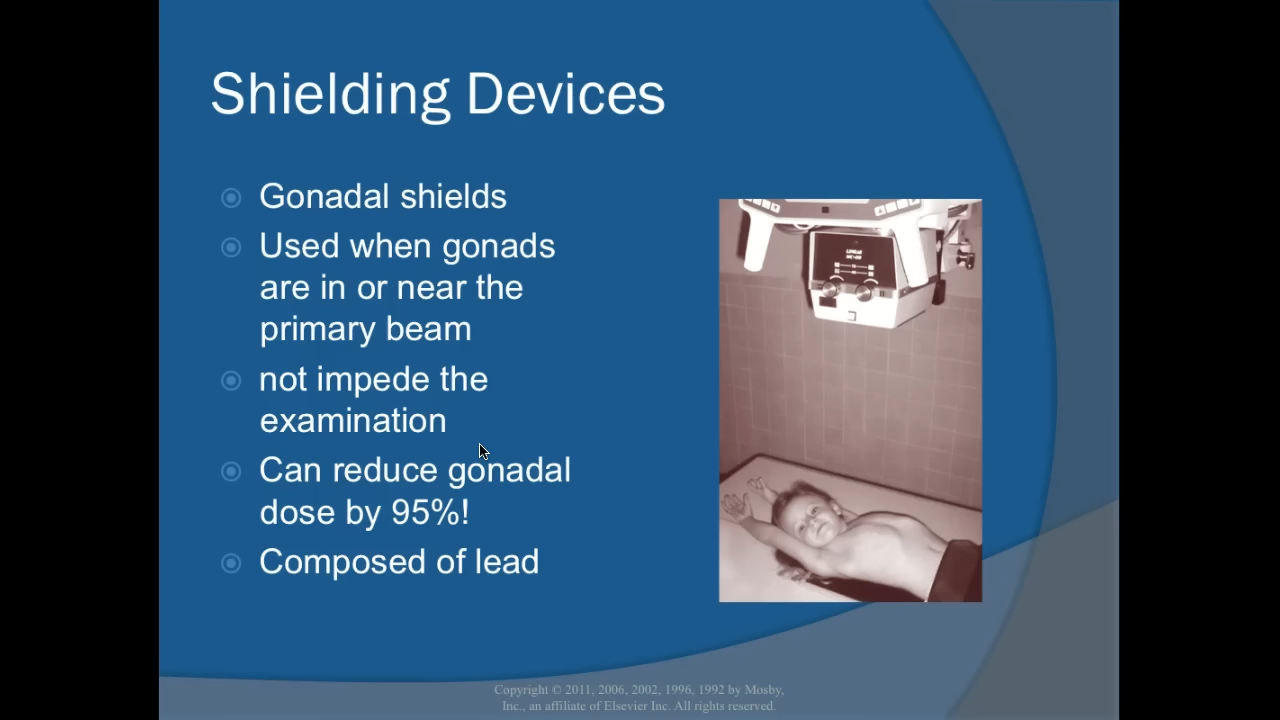 Shielding Devices
Gonadal shields
Used when gonads
are in or near the
primary beam
not impede the
examination
Can reduce gonadal
dose by 95%!
Composed of lead
Copyright © 2011, 2006, 2002, 1996, 1992 by Mosby,
Inc., an affiliate of Elsevier Inc. All rights reserved.